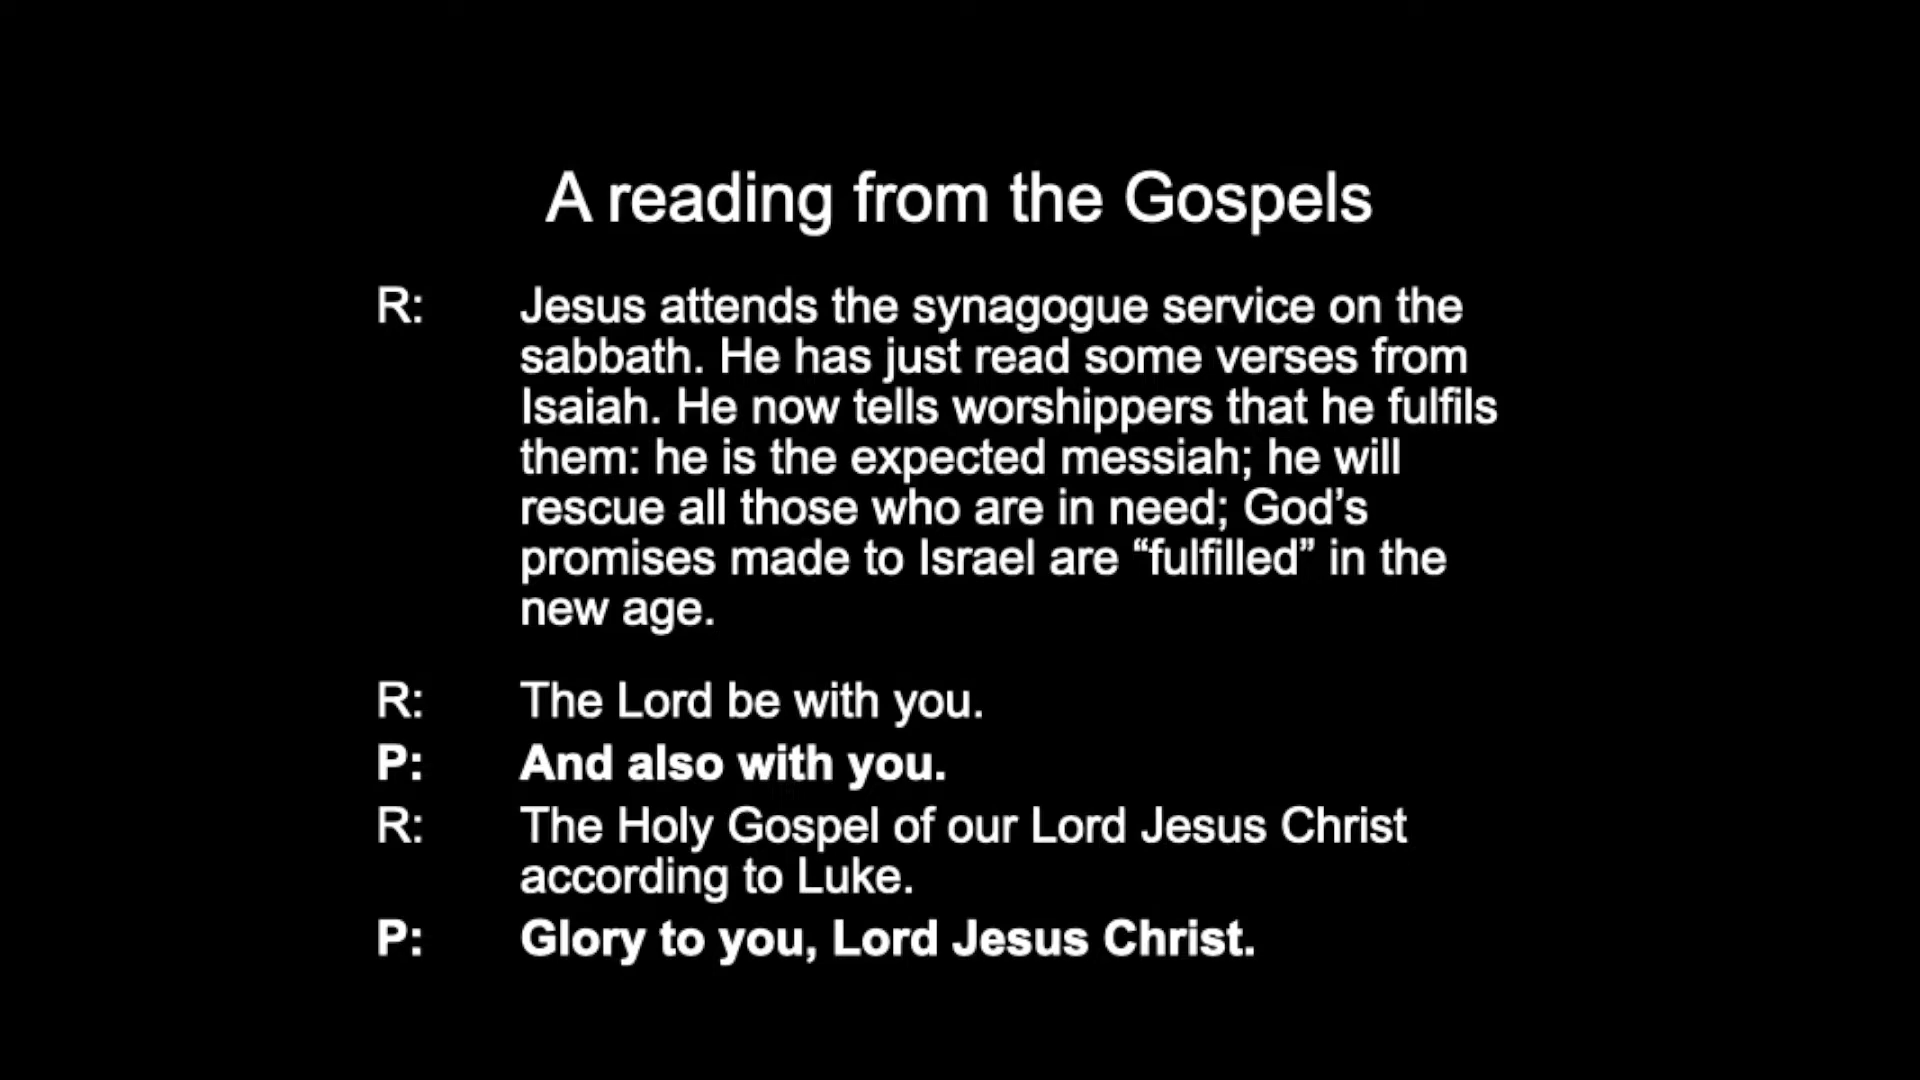 A reading from the Gospels
R: Jesus attends the synagogue service on the
sabbath. He has just read some verses from
Isaiah. He now tells worshippers that he fulfils
them: he is the expected messiah; he will
rescue all those who are in need; God’s
promises made to Israel are “fulfilled” in the
new age.
R: The Lord be with you.
P: And also with you.
R: The Holy Gospel of our Lord Jesus Christ
according to Luke.
P: Glory to you, Lord Jesus Christ.